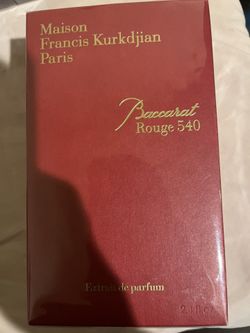 Maison
Francis Kurkdjian
Paris
Baccarat
Rouge 540
Extrait de parfum